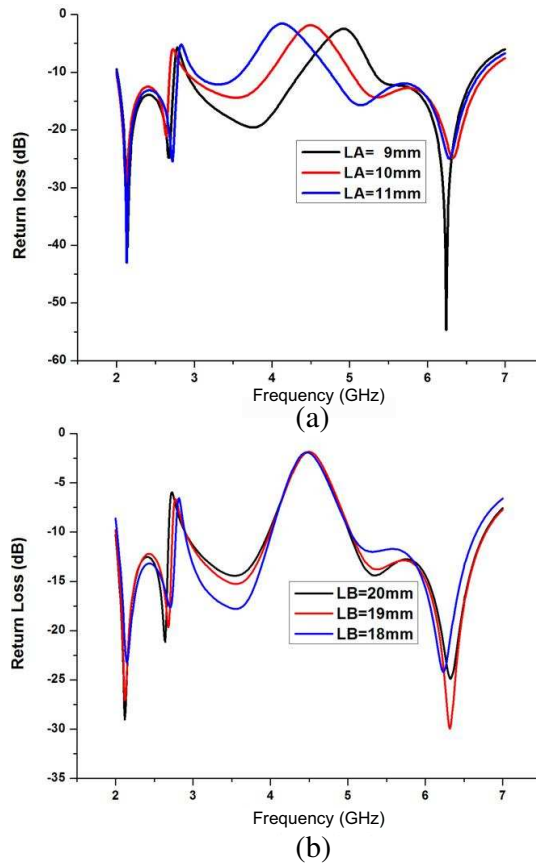 0
-10
-20
-30
-40
-50
-60
Return loss (dB)
LA= 9mm
LA=10mm
LA=11mm
2 3 4 5 6 7
Frequency (GHz)
(a)
0
-5
-10
-15
-20
-25
-30
-35
Return Loss (dB)
LB=20mm
LB=19mm
LB=18mm
2 3 4 5 6 7
Frequency (GHz)
(b)